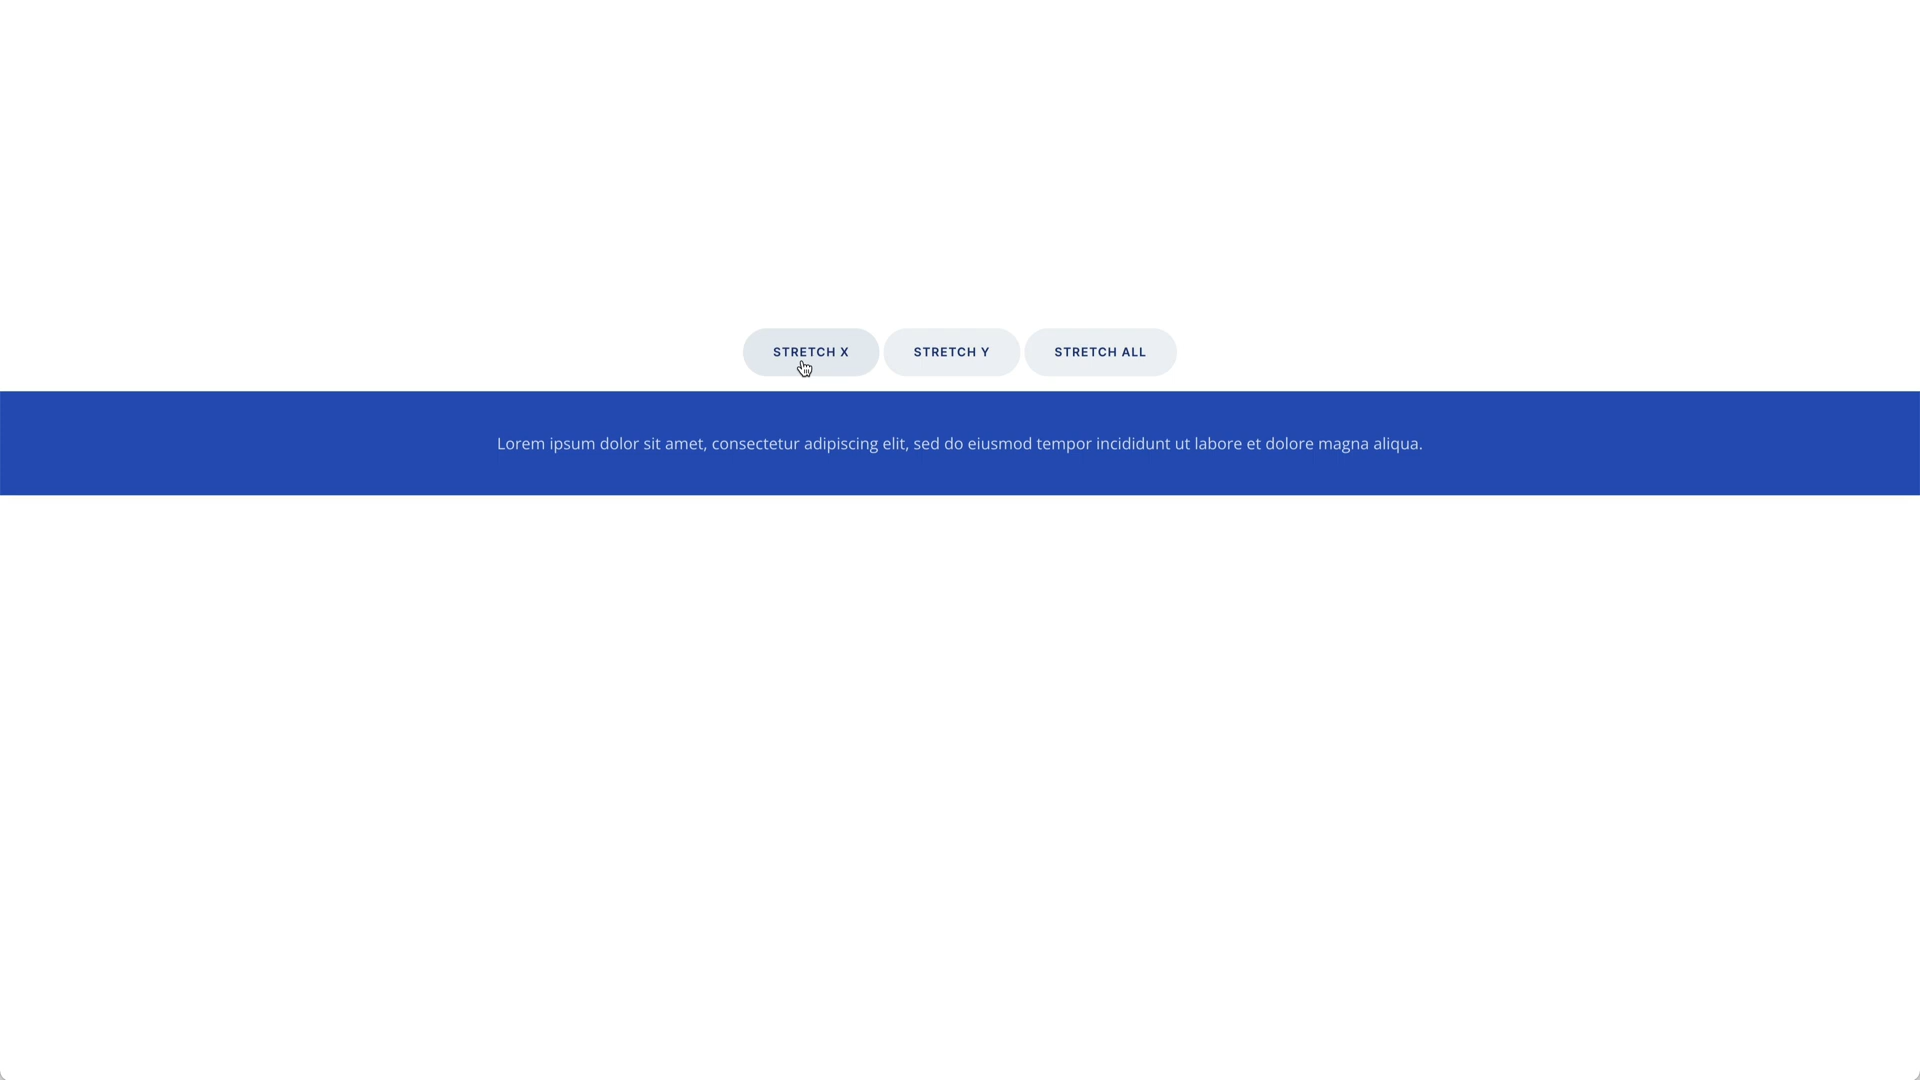 STRETCH X STRETCH Y STRETCH ALL
Lorem ipsum dolor sit amet, consectetur adipiscing elit, sed do eiusmod tempor incididunt ut labore et dolore magna aliqua.